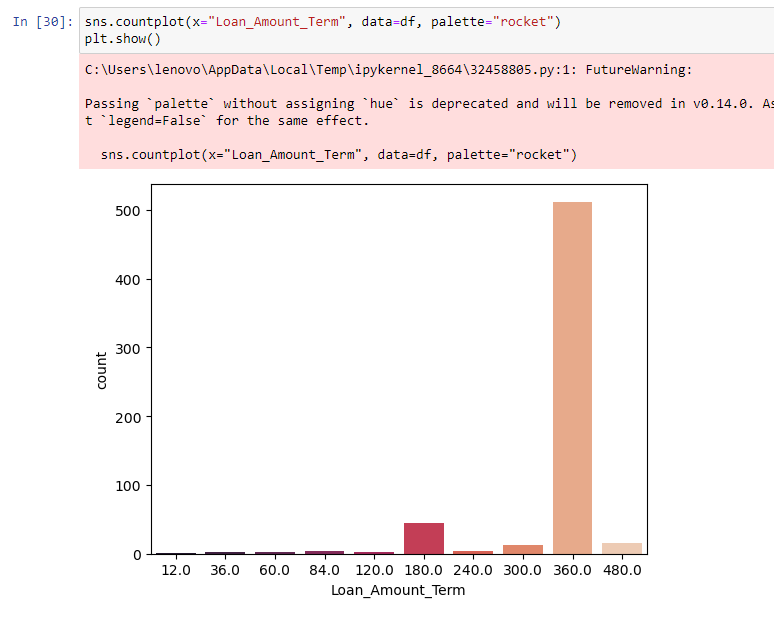 In [30]: sns.countplot(x="Loan_Amount_Term", data=df, palette="rocket")
plt.show()
C:\Users\lenovo\AppData\Local\Temp\ipykernel_8664\32458805.py:1: FutureWarning:
Passing `palette` without assigning `hue` is deprecated and will be removed in v0.14.0. As
t `legend=False` for the same effect.
sns.countplot(x="Loan_Amount_Term", data=df, palette="rocket")
500
400
300
200
100
0
count
12.0 36.0 60.0 84.0 120.0 180.0 240.0 300.0 360.0 480.0
Loan_Amount_Term